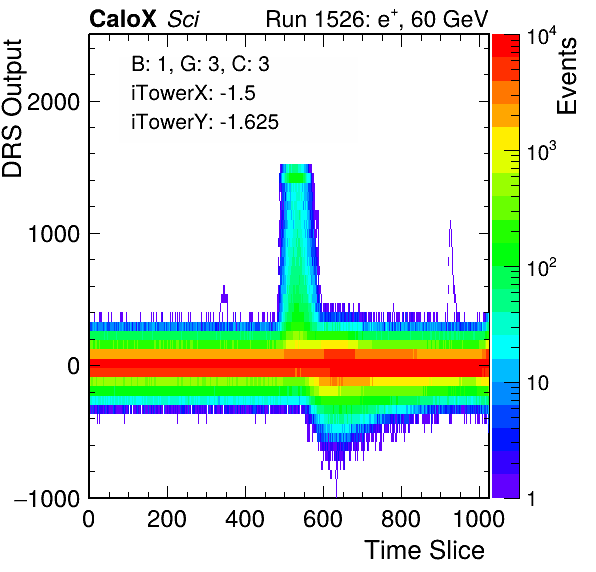 CaloX Sci
Run 1526: e+, 60 GeV
B: 1, G: 3, C: 3
iTowerX: -1.5
iTowerY: -1.625
DRS Output
2000
1000
0
−1000
0 200 400 600 800 1000
Time Slice
Events
10^4
10^3
10^2
10
1